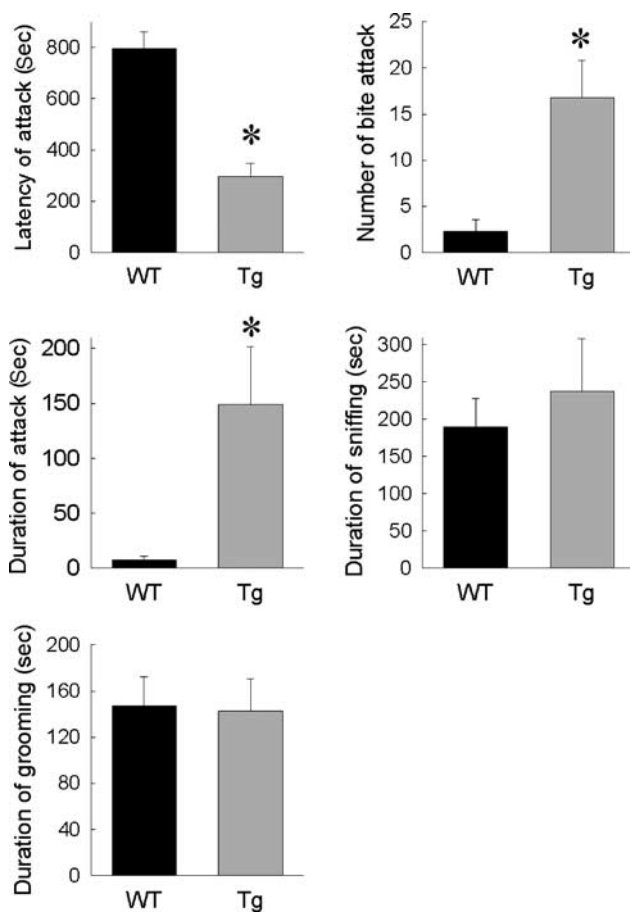 Latency of attack (Sec)
800
600
400
200
0
*
WT
Tg
Number of bite attack
25
20
15
10
5
0
*
WT
Tg
Duration of attack (Sec)
200
150
100
50
0
*
WT
Tg
Duration of sniffing (sec)
300
250
200
150
100
50
0
WT
Tg
Duration of grooming (sec)
200
160
120
80
40
0
WT
Tg